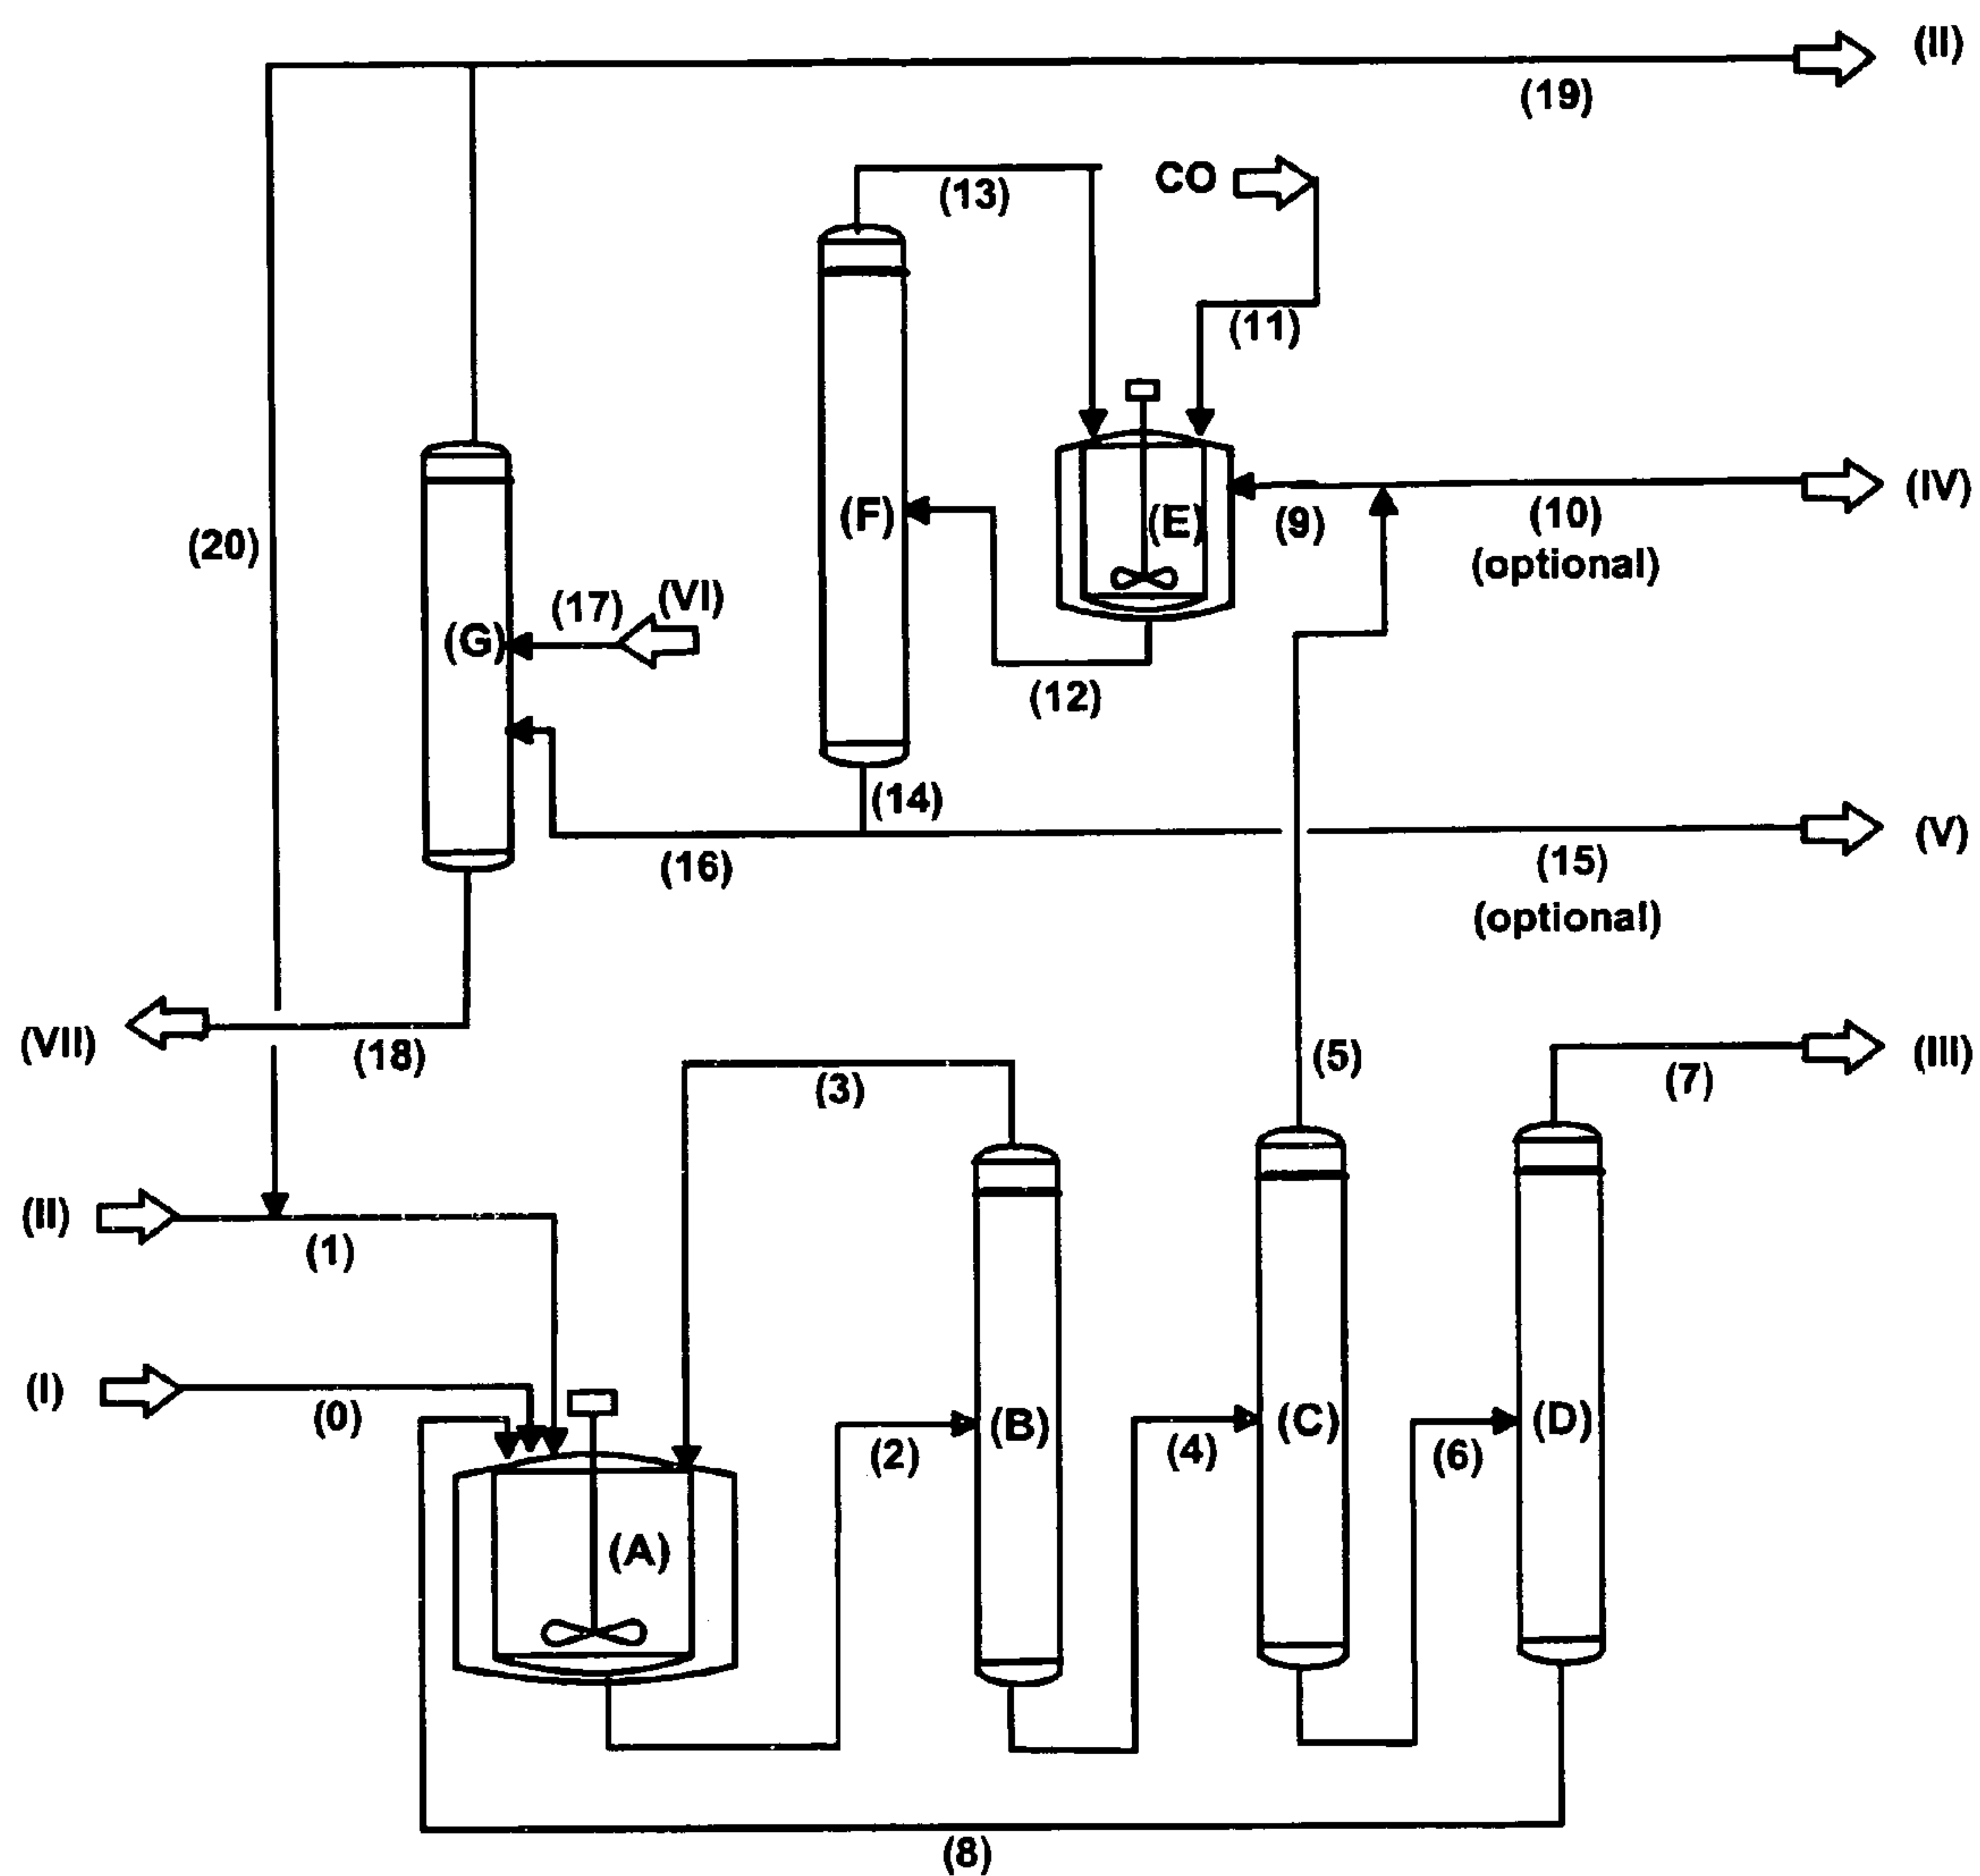 (II)
(19)
CO
(13)
(11)
(IV)
(F)
(E)
(9)
(10)
(optional)
(20)
(17)
(VI)
(G)
(12)
(14)
(V)
(16)
(15)
(optional)
(VII)
(18)
(5)
(III)
(3)
(7)
(II)
(1)
(I)
(0)
(2)
(B)
(4)
(C)
(6)
(D)
(A)
(8)